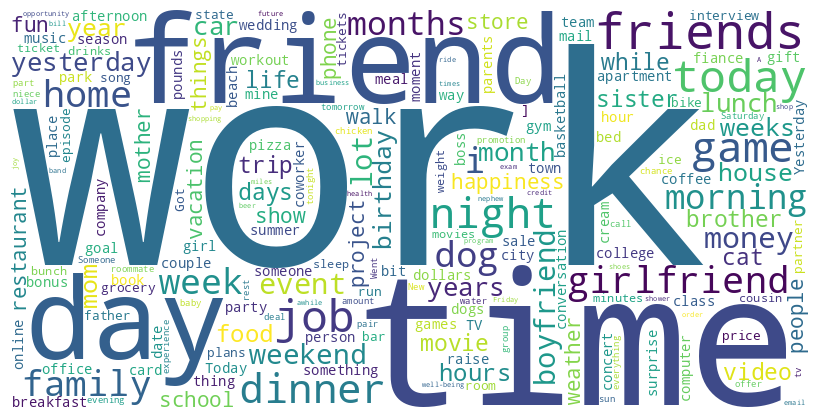 opportunity
future
fun
bill
afternoon
state
wedding
car
year
music
season
ticket
drinks
yesterday
park
song
workout
pounds
beach
things
home
part
niece
dollar
life
mine
friend
phone
tickets
meal
parents
moment
months
store
Day
way
ride
times
business
pay
shopping
tomorrow
friends
team
mail
interview
while
fiance
A
gift
apartment
today
sister
bike
lunch
shop
hour
bed
dad
weeks
Saturday
Yesterday
basketball
work
place
episode
mother
pizza
chicken
walk
]
gym
boss
month
i
weight
town
happiness
ice
coffee
chance
game
house
joy
band
company
Got
vacation
trip
days
miles
show
beer
coworker
tonight
summer
health
lot
birthday
project
promotion
exam
credit
night
nephew
movies
program
sale
city
dog
conversation
cream
call
college
morning
brother
money
partner
cat
shoes
restaurant
online
goal
girl
Someone
couple
bunch
roommate
bonus
book
mom
grocery
week
event
someone
sleep
Went
bit
rest
baby
party
awhile
amount
run
dollars
years
New
water
Friday
girlfriend
boyfriend
minutes
shower
class
cousin
people
day
father
date
experience
job
deal
pair
person
bar
food
games
dogs
TV
group
movie
raise
time
weather
concert
everything
surprise
computer
order
price
video
tv
offer
office
card
plans
Today
weekend
something
family
thing
school
dinner
hours
room
well-being
sun
breakfast
evening
email